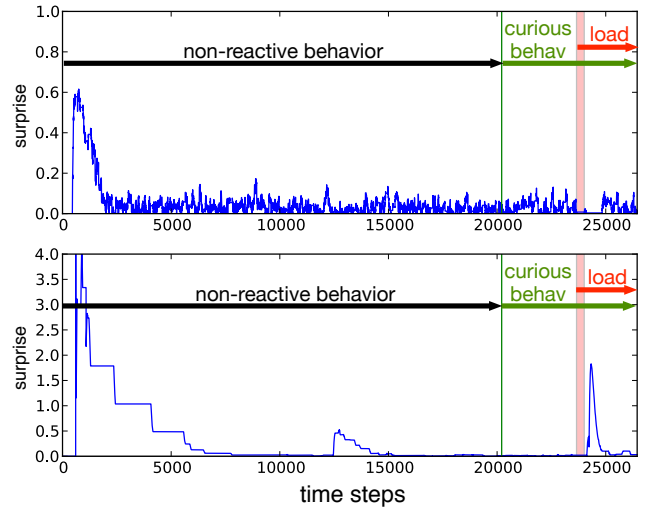 1.0
curious
behav
load
non-reactive behavior
0.8
0.6
surprise
0.4
0.2
0.0
0 5000 10000 15000 20000 25000
4.0
curious
behav
load
non-reactive behavior
3.5
3.0
2.5
surprise
2.0
1.5
1.0
0.5
0.0
0 5000 10000 15000 20000 25000
time steps